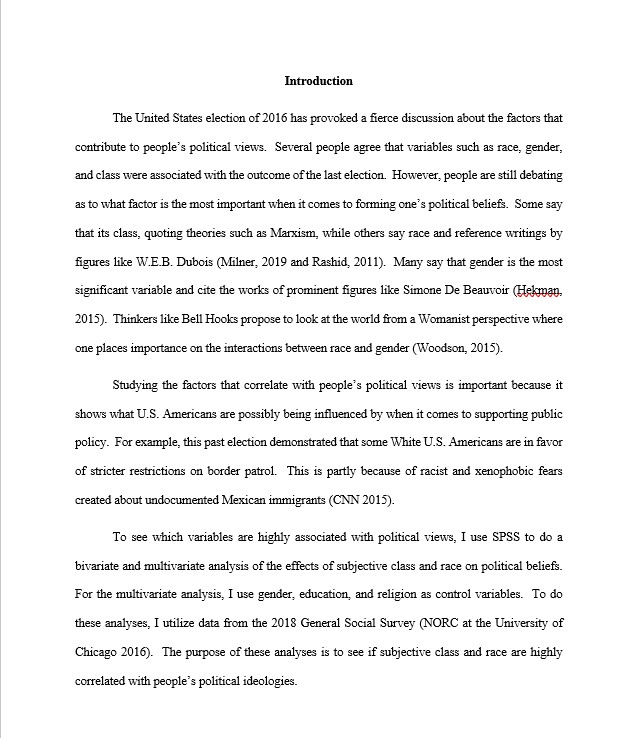 Introduction
The United States election of 2016 has provoked a fierce discussion about the factors that
contribute to people’s political views.  Several people agree that variables such as race, gender,
and class were associated with the outcome of the last election.  However, people are still debating
as to what factor is the most important when it comes to forming one’s political beliefs.  Some say
that its class, quoting theories such as Marxism, while others say race and reference writings by
figures like W.E.B. Dubois (Milner, 2019 and Rashid, 2011).  Many say that gender is the most
significant variable and cite the works of prominent figures like Simone De Beauvoir (Hekman,
2015).  Thinkers like Bell Hooks propose to look at the world from a Womanist perspective where
one places importance on the interactions between race and gender (Woodson, 2015).
Studying the factors that correlate with people’s political views is important because it
shows what U.S. Americans are possibly being influenced by when it comes to supporting public
policy.  For example, this past election demonstrated that some White U.S. Americans are in favor
of stricter restrictions on border patrol.  This is partly because of racist and xenophobic fears
created about undocumented Mexican immigrants (CNN 2015).
To see which variables are highly associated with political views, I use SPSS to do a
bivariate and multivariate analysis of the effects of subjective class and race on political beliefs.
For the multivariate analysis, I use gender, education, and religion as control variables.  To do
these analyses, I utilize data from the 2018 General Social Survey (NORC at the University of
Chicago 2016).  The purpose of these analyses is to see if subjective class and race are highly
correlated with people’s political ideologies.